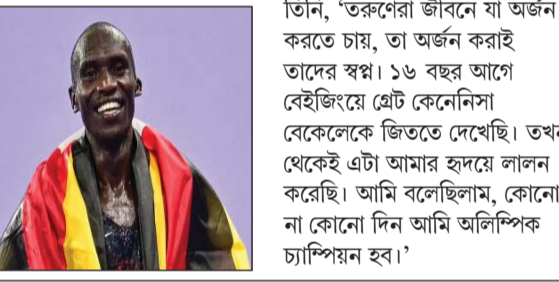 তিনি, ‘তরুণেরা জীবনে যা অর্জন
করতে চায়, তা অর্জন করাই
তাদের স্বপ্ন। ১৬ বছর আগে
বেইজিংয়ে গ্রেট কেনেনিসা
বেকেলেকে জিততে দেখেছি। তখন
থেকেই এটা আমার হৃদয়ে লালন
করেছি। আমি বলেছিলাম, কোনো
না কোনো দিন আমি অলিম্পিক
চ্যাম্পিয়ন হব।’